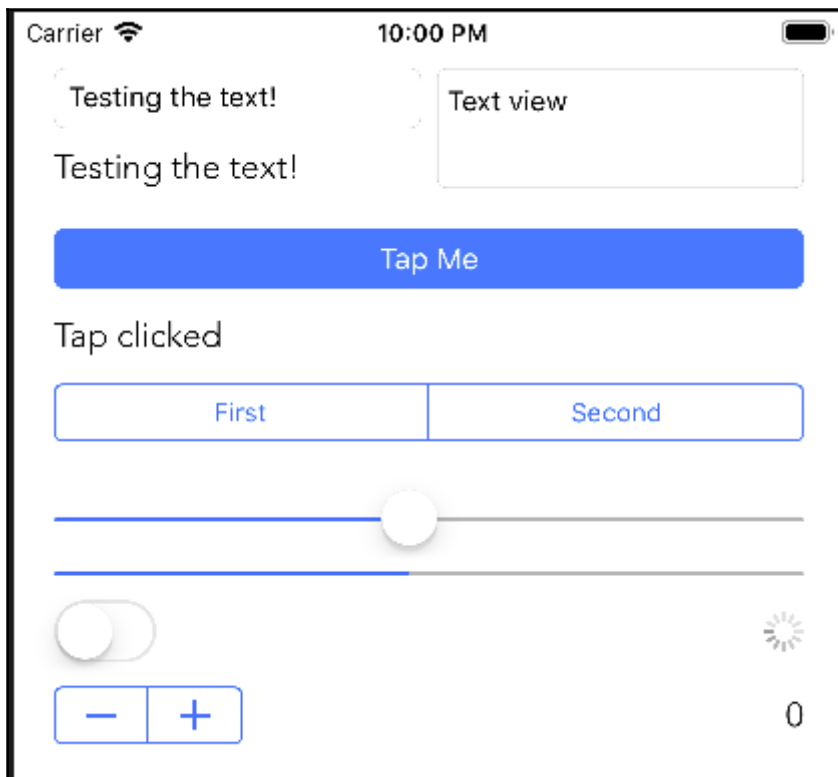 Carrier 10:00 PM
Testing the text!
Text view
Testing the text!
Tap Me
Tap clicked
First Second
0